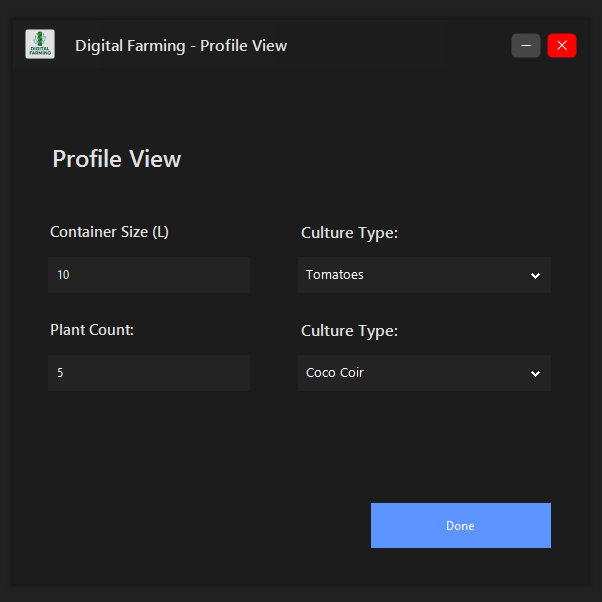 DIGITAL
FARMING
Digital Farming - Profile View
Profile View
Container Size (L)
Culture Type:
10
Tomatoes
Plant Count:
Culture Type:
5
Coco Coir
Done